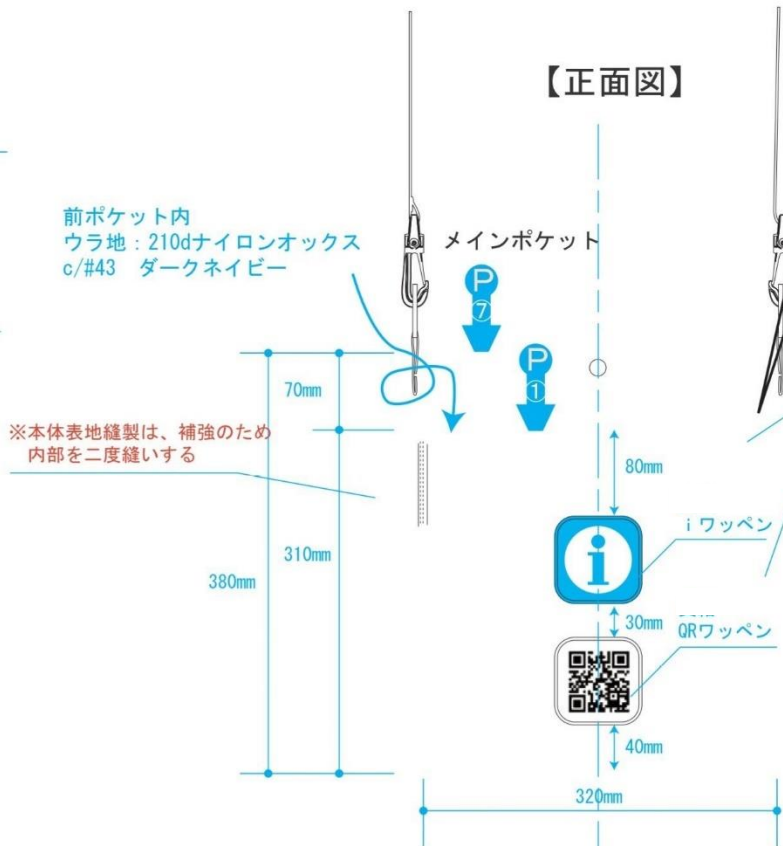 【正面図】
前ポケット内
ウラ地：210dナイロンオックス
c/#43　ダークネイビー
メインポケット
P
⑦
P
①
70mm
※本体表地縫製は、補強のため
内部を二度縫いする
80mm
i ワッペン
i
310mm
380mm
30mm
QRワッペン
40mm
320mm